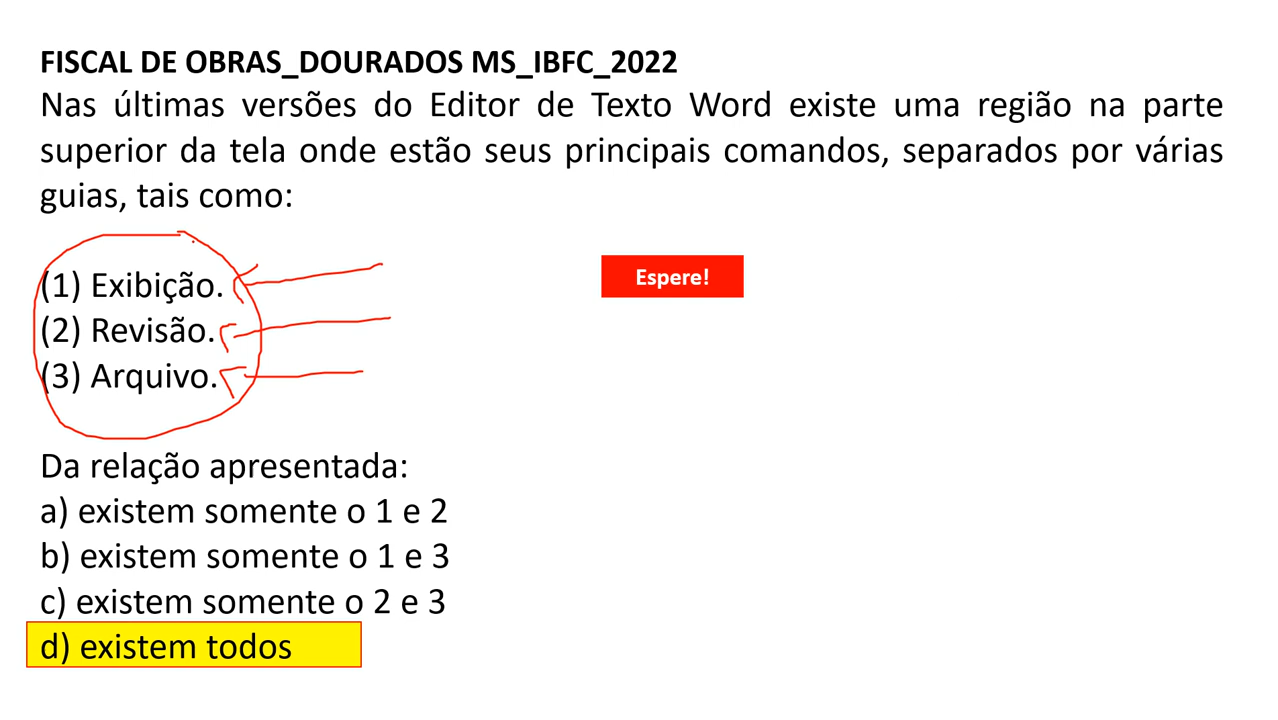 FISCAL DE OBRAS_DOURADOS MS_IBFC_2022
Nas últimas versões do Editor de Texto Word existe uma região na parte
superior da tela onde estão seus principais comandos, separados por várias
guias, tais como:
(1) Exibição.
Espere!
(2) Revisão.
(3) Arquivo.
Da relação apresentada:
a) existem somente o 1 e 2
b) existem somente o 1 e 3
c) existem somente o 2 e 3
d) existem todos